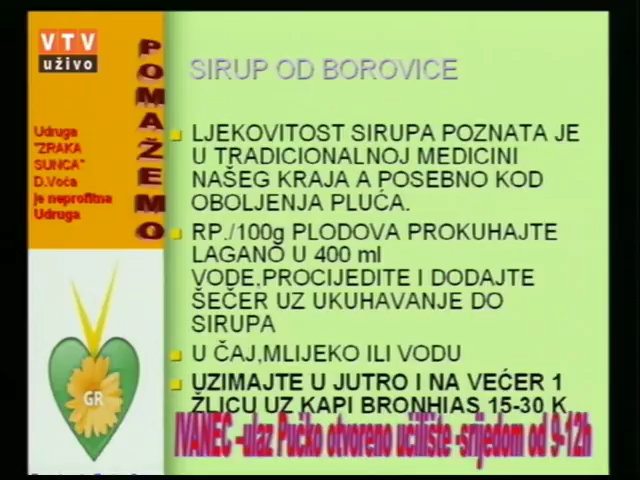 VTV
uživo
POMAŽEMO
Udruga
"ZRAKA
SUNCA"
D.Voća
je neprofitna
Udruga
GR
SIRUP OD BOROVICE
LJEKOVITOST SIRUPA POZNATA JE
U TRADICIONALNOJ MEDICINI
NAŠEG KRAJA A POSEBNO KOD
OBOLJENJA PLUĆA.
RP./100g PLODOVA PROKUHAJTE
LAGANO U 400 ml
VODE,PROCIJEDITE I DODAJTE
ŠEČER UZ UKUHAVANJE DO
SIRUPA
U ČAJ,MLIJEKO ILI VODU
UZIMAJTE U JUTRO I NA VEĆER 1
ŽLICU UZ KAPI BRONHIAS 15-30 K
IVANEC -ulaz Pučko otvoreno učilište -srijedom od 9-12h